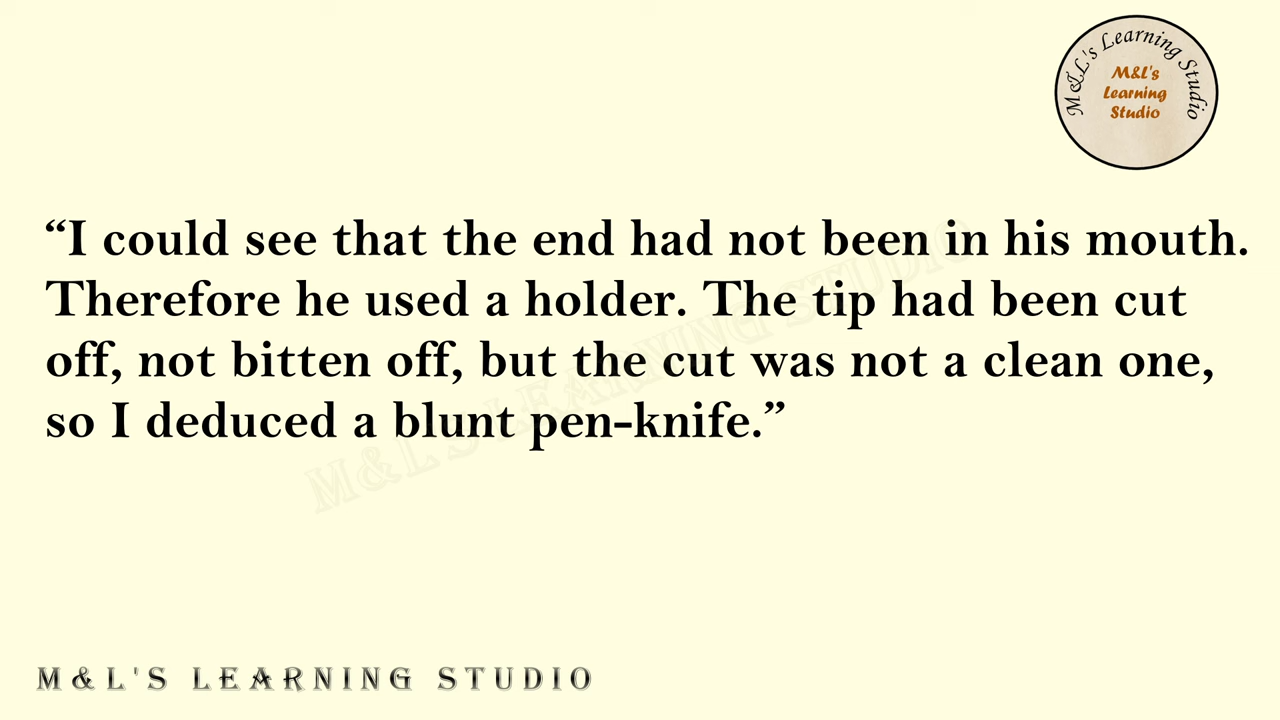 M&L's Learning Studio
M&L's
Learning
Studio
“I could see that the end had not been in his mouth.
Therefore he used a holder. The tip had been cut
off, not bitten off, but the cut was not a clean one,
so I deduced a blunt pen-knife.”
M&L'S LEARNING STUDIO
M&L'S LEARNING STUDIO